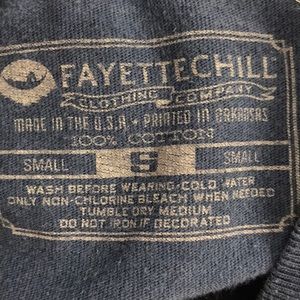 FAYETTECHILL
CLOTHING COMPANY
MADE IN THE U.S.A. • PRINTED IN ARKANSAS
100% COTTON
SMALL S SMALL
WASH BEFORE WEARING-COLD WATER
ONLY NON-CHLORINE BLEACH WHEN NEEDED
TUMBLE DRY MEDIUM
DO NOT IRON IF DECORATED